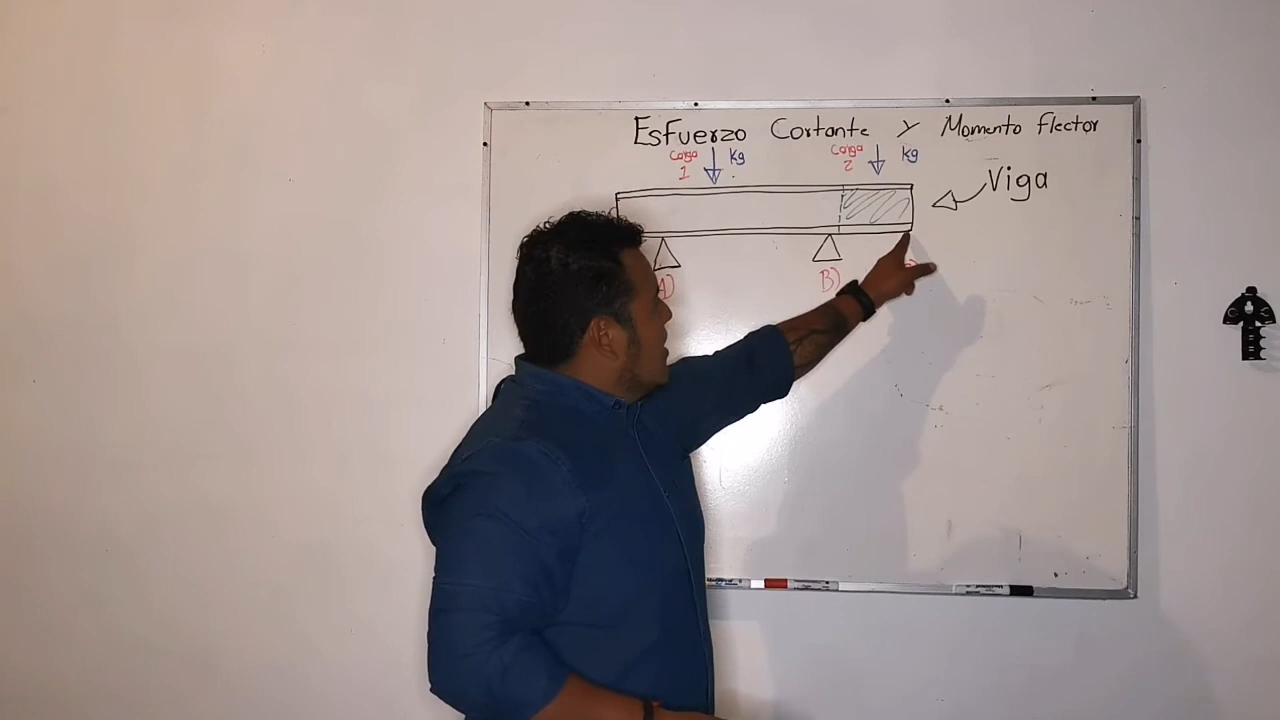 Esfuerzo Cortante y Momento flector
Carga 1 kg
Carga 2 kg
Viga
A)
B)